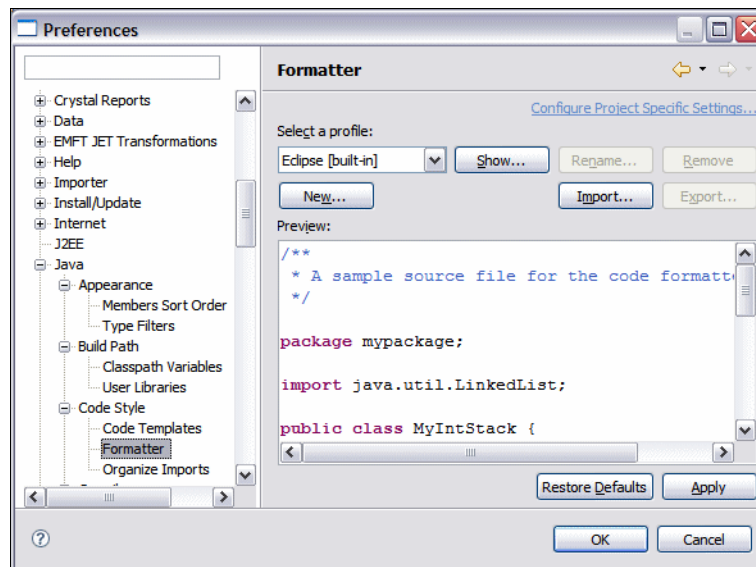 Preferences
Crystal Reports
Data
EMFT JET Transformations
Help
Importer
Install/Update
Internet
J2EE
Java
Appearance
Members Sort Order
Type Filters
Build Path
Classpath Variables
User Libraries
Code Style
Code Templates
Formatter
Organize Imports
Formatter
Configure Project Specific Settings...
Select a profile:
Eclipse [built-in] Show... Rename... Remove
New... Import... Export...
Preview:
/**
* A sample source file for the code formatte
*/
package mypackage;
import java.util.LinkedList;
public class MyIntStack {
Restore Defaults Apply
? OK Cancel